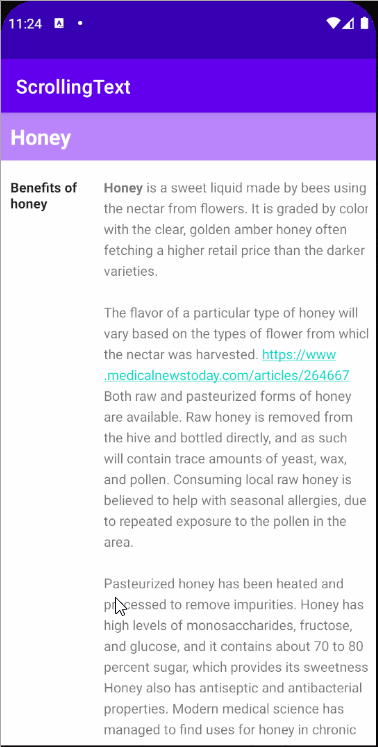 11:24
ScrollingText
Honey
Benefits of
honey
Honey is a sweet liquid made by bees using
the nectar from flowers. It is graded by color
with the clear, golden amber honey often
fetching a higher retail price than the darker
varieties.
The flavor of a particular type of honey will
vary based on the types of flower from which
the nectar was harvested. https://www
.medicalnewstoday.com/articles/264667
Both raw and pasteurized forms of honey
are available. Raw honey is removed from
the hive and bottled directly, and as such
will contain trace amounts of yeast, wax,
and pollen. Consuming local raw honey is
believed to help with seasonal allergies, due
to repeated exposure to the pollen in the
area.
Pasteurized honey has been heated and
processed to remove impurities. Honey has
high levels of monosaccharides, fructose,
and glucose, and it contains about 70 to 80
percent sugar, which provides its sweetness
Honey also has antiseptic and antibacterial
properties. Modern medical science has
managed to find uses for honey in chronic